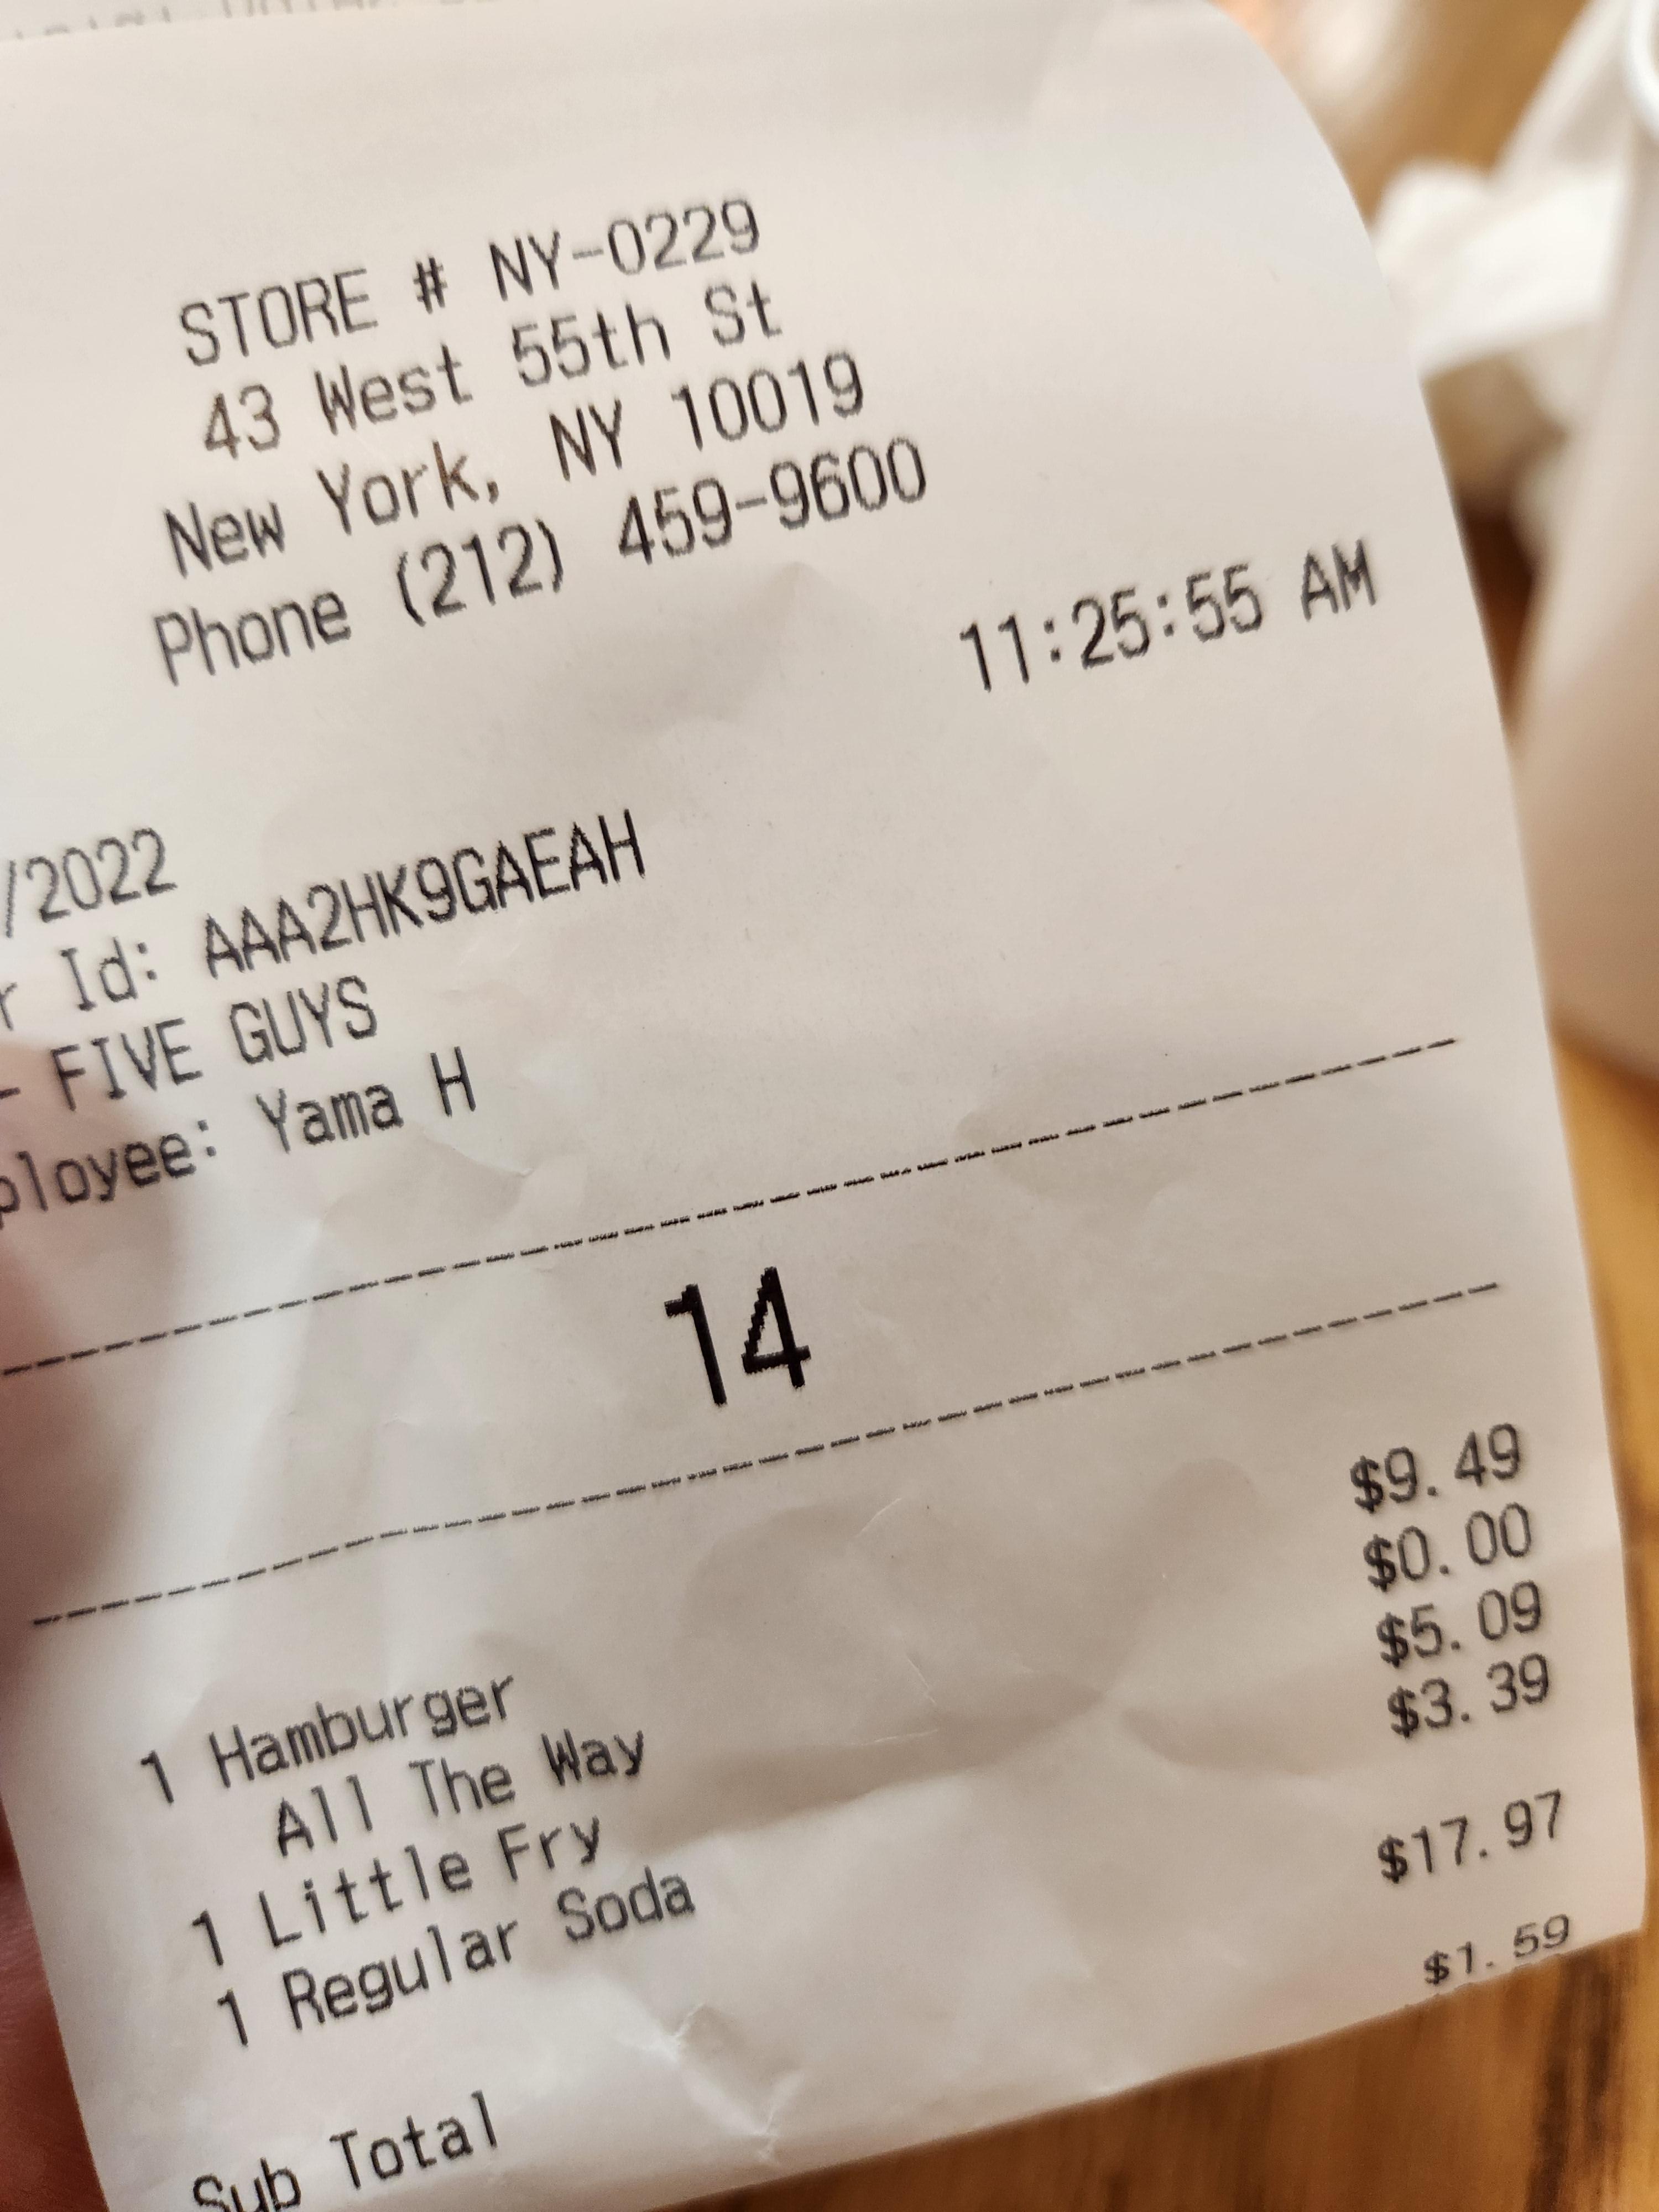 STORE # NY-0229
43 West 55th St
New York, NY 10019
Phone (212) 459-9600
11:25:55 AM
/2022
r Id: AAA2HK9GAEAH
- FIVE GUYS
ployee: Yama H
14
1 Hamburger $9.49
All The Way $0.00
1 Little Fry $5.09
1 Regular Soda $3.39
Sub Total $17.97
$1.59